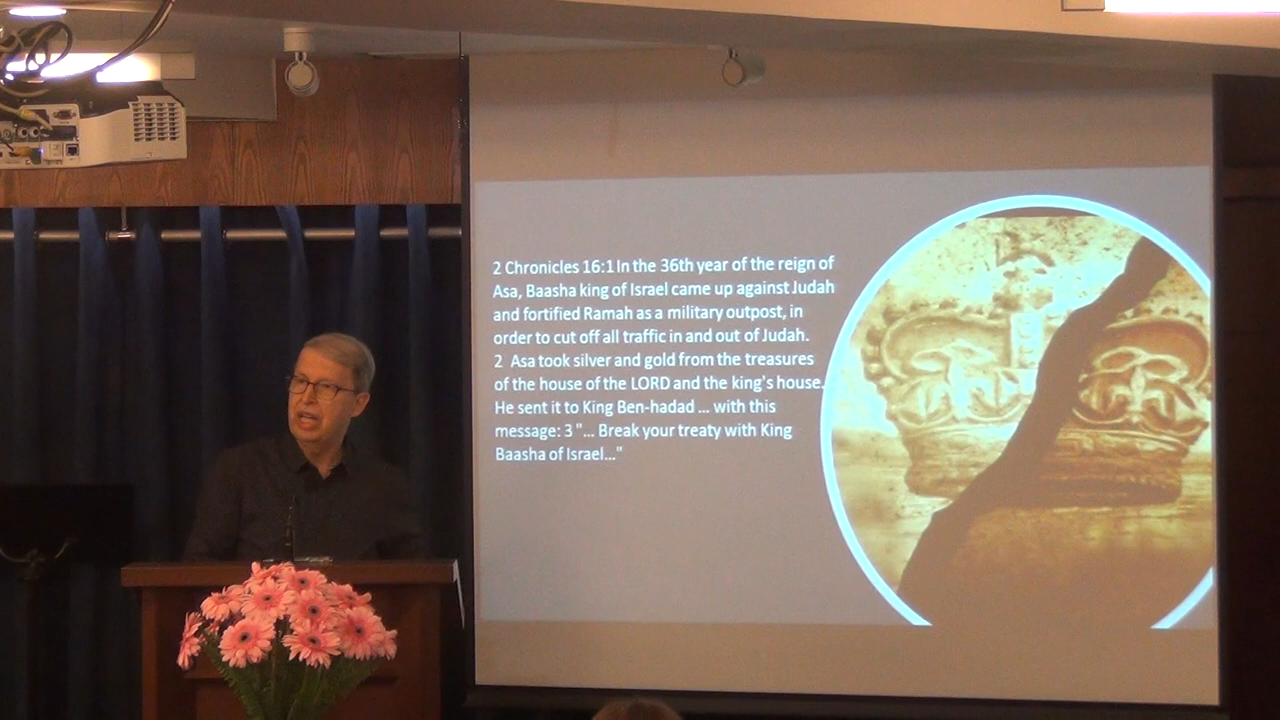 2 Chronicles 16:1 In the 36th year of the reign of
Asa, Baasha king of Israel came up against Judah
and fortified Ramah as a military outpost, in
order to cut off all traffic in and out of Judah.
2 Asa took silver and gold from the treasures
of the house of the LORD and the king's house.
He sent it to King Ben-hadad ... with this
message: 3 "... Break your treaty with King
Baasha of Israel..."